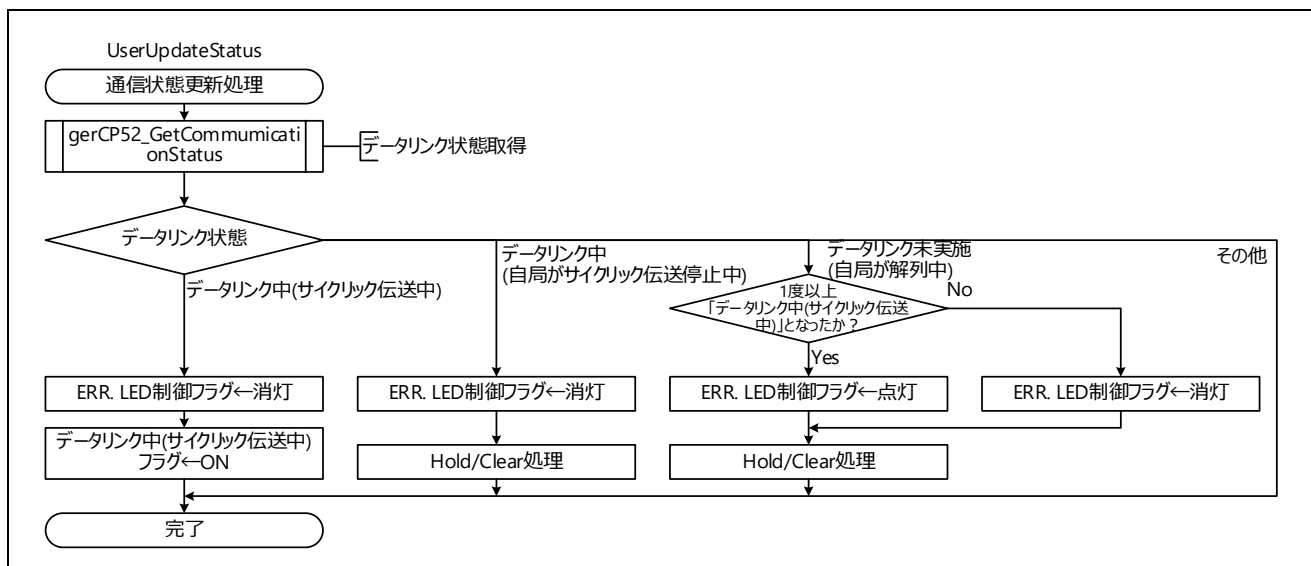 UserUpdateStatus
通信状態更新処理
gerCP52_GetCommumicati
onStatus
データリンク状態取得
データリンク状態
データリンク中(サイクリック伝送中)
データリンク中
(自局がサイクリック伝送停止中)
データリンク未実施
(自局が解列中)
その他
1度以上
「データリンク中(サイクリック伝送
中)」となったか？
No
Yes
ERR. LED制御フラグ←消灯
ERR. LED制御フラグ←消灯
ERR. LED制御フラグ←点灯
ERR. LED制御フラグ←消灯
データリンク中(サイクリック伝送中)
フラグ←ON
Hold/Clear処理
Hold/Clear処理
完了